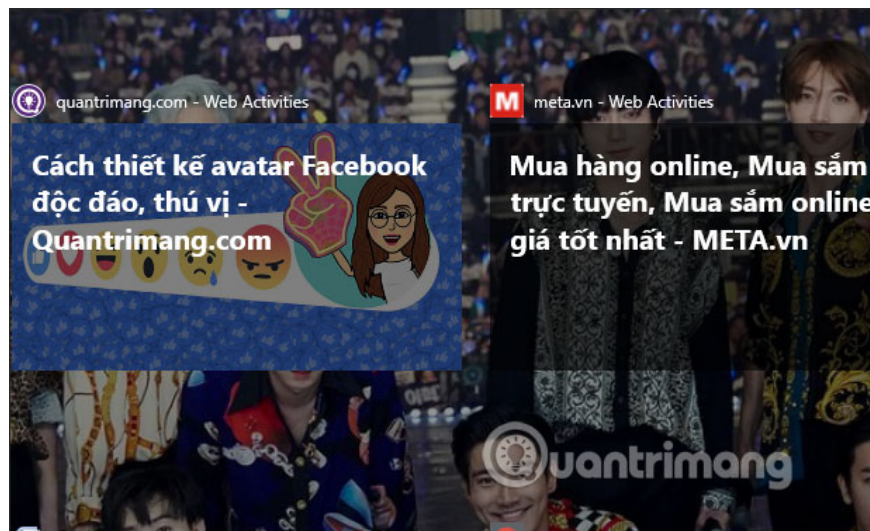 quantrimang.com - Web Activities
Cách thiết kế avatar Facebook
độc đáo, thú vị -
Quantrimang.com
M
meta.vn - Web Activities
Mua hàng online, Mua sắm
trực tuyến, Mua sắm online
giá tốt nhất - META.vn
Quantrimang